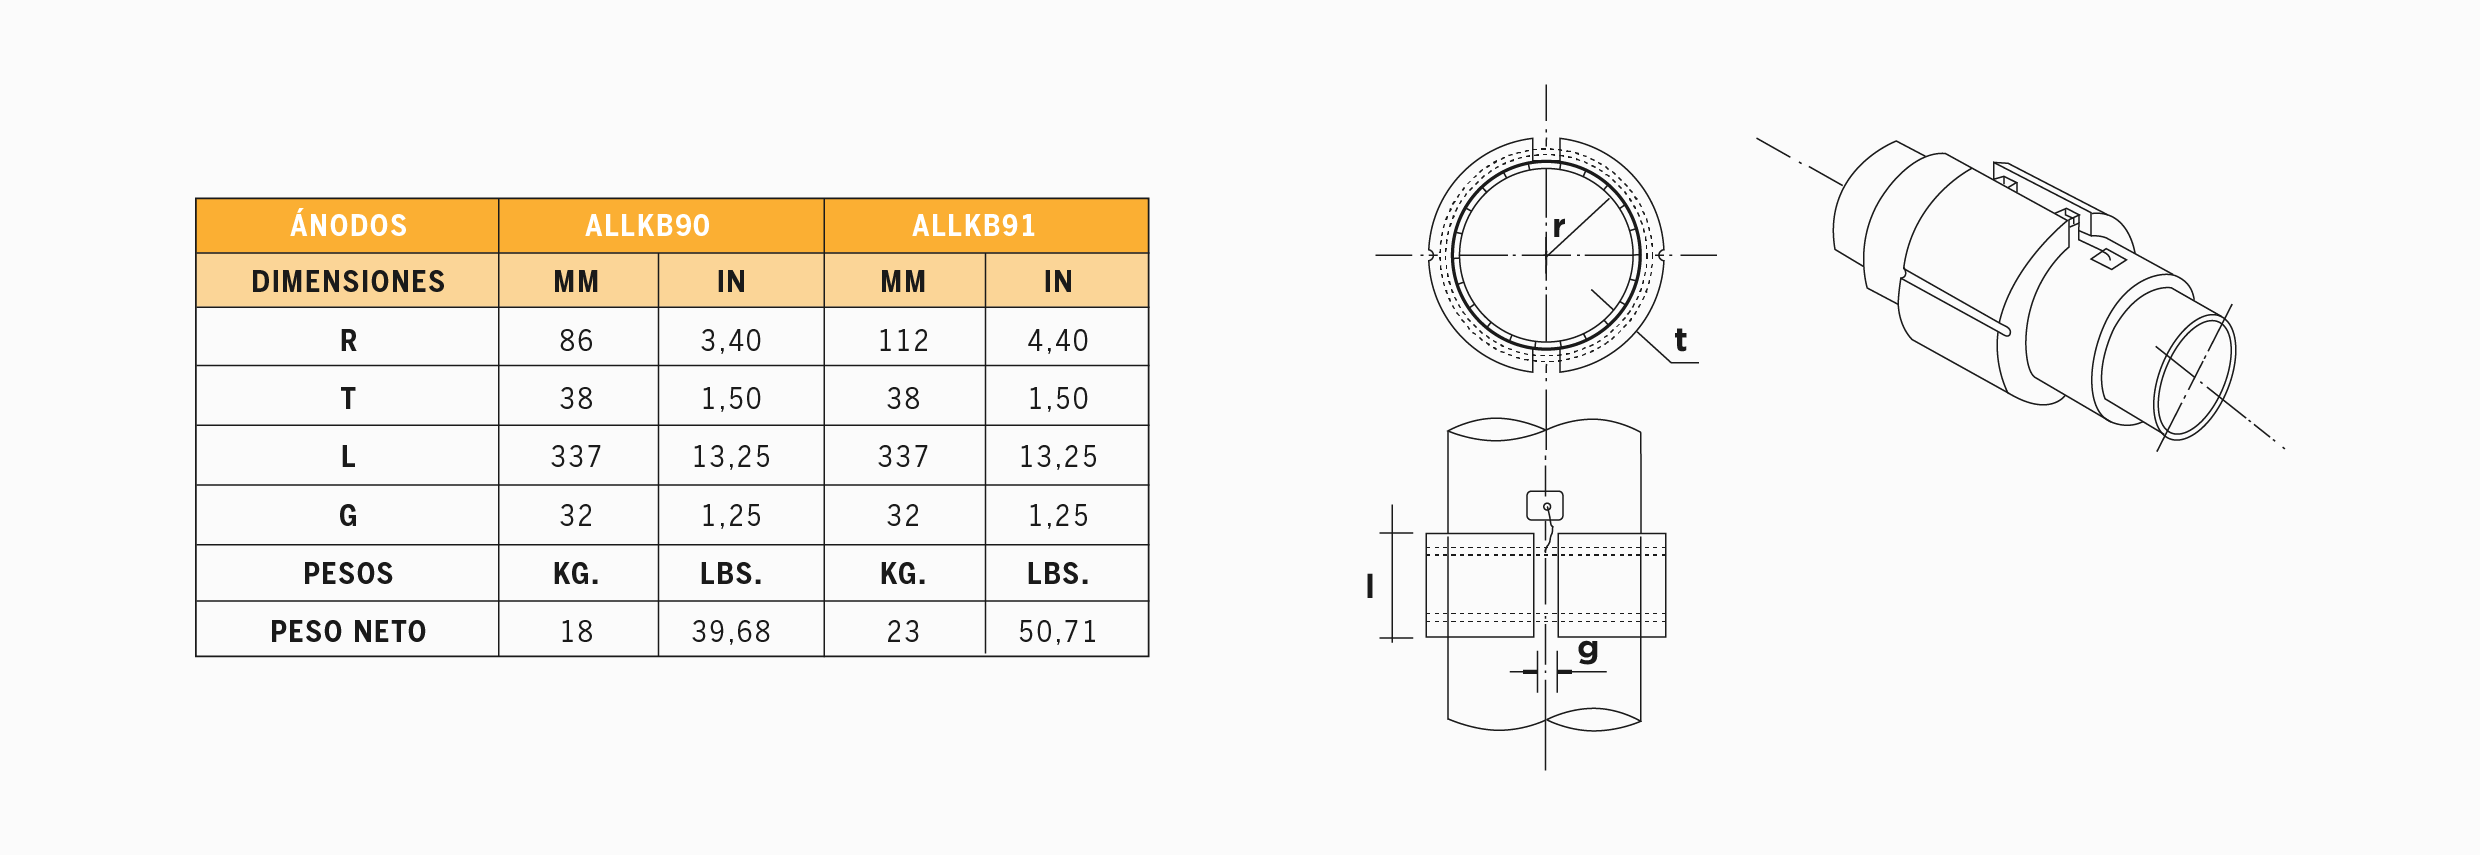 ÁNODOS ALLKB90 ALLKB91
DIMENSIONES MM IN MM IN
R 86 3,40 112 4,40
T 38 1,50 38 1,50
L 337 13,25 337 13,25
G 32 1,25 32 1,25
PESOS KG. LBS. KG. LBS.
PESO NETO 18 39,68 23 50,71
r
t
l
g